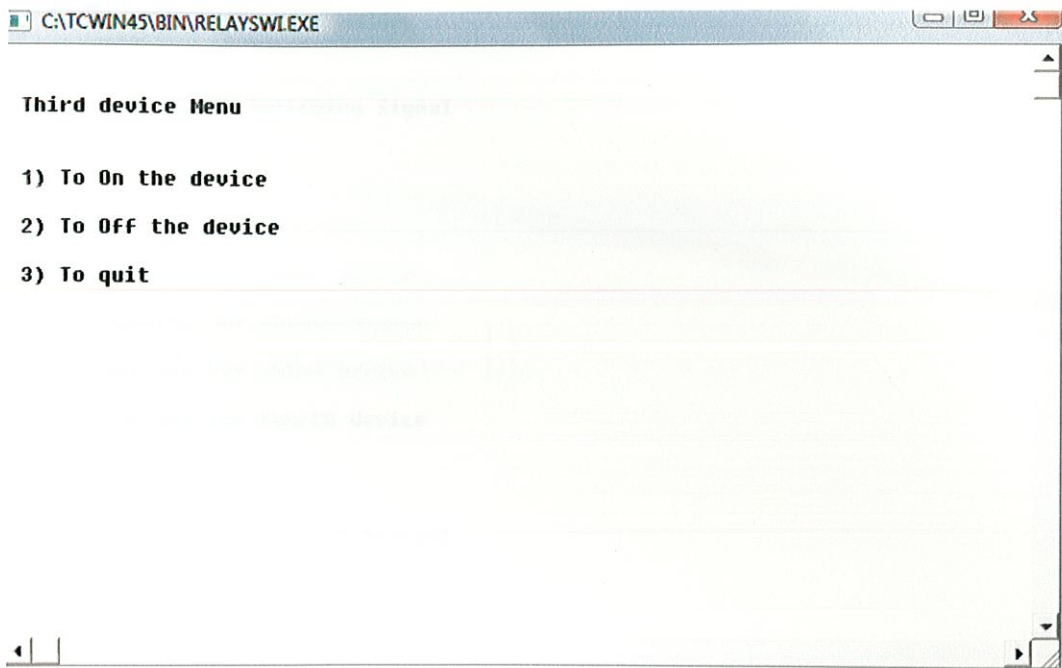 C:\TCWIN45\BIN\RELAYSWI.EXE
Third device Menu
1) To On the device
2) To Off the device
3) To quit